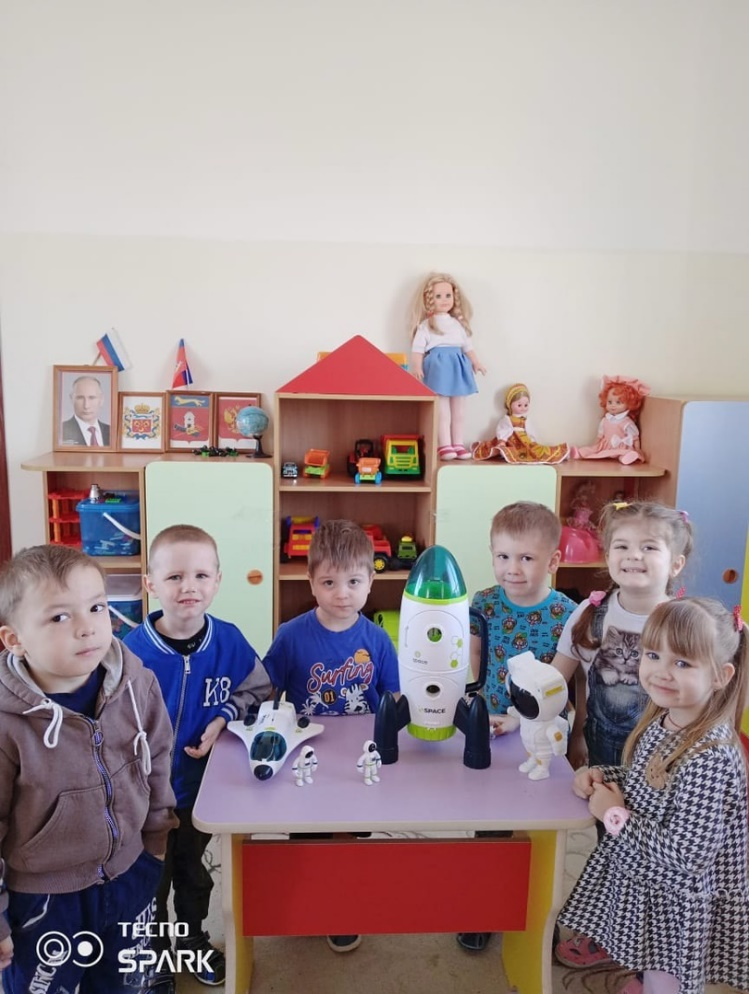 K8
Surfing
01
SPACE
TECNO
SPARK